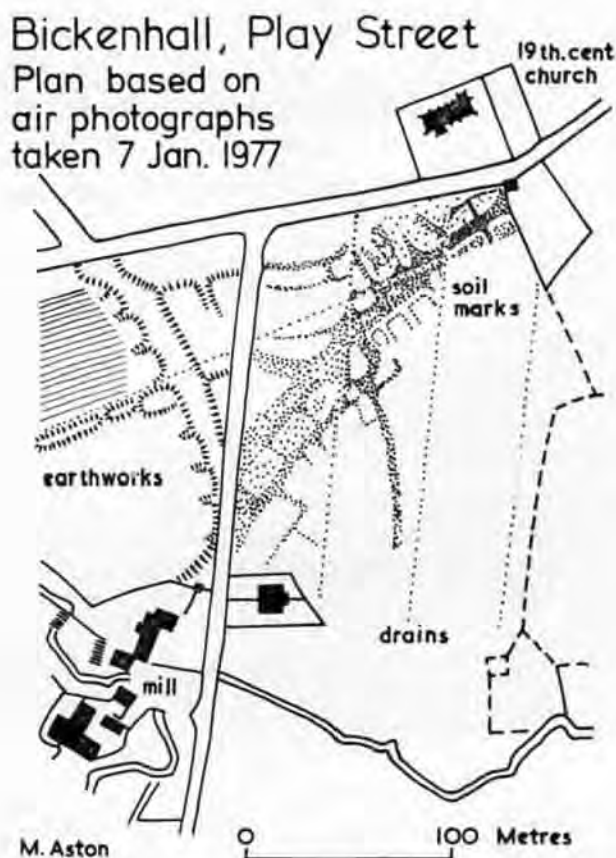 Bickenhall, Play Street
Plan based on
air photographs
taken 7 Jan. 1977
19th. cent
church
soil
marks
earthworks
drains
mill
M. Aston
0 100 Metres